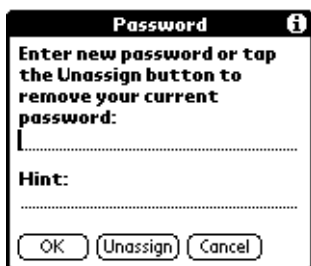 Password
Enter new password or tap
the Unassign button to
remove your current
password:
Hint:
OK Unassign Cancel